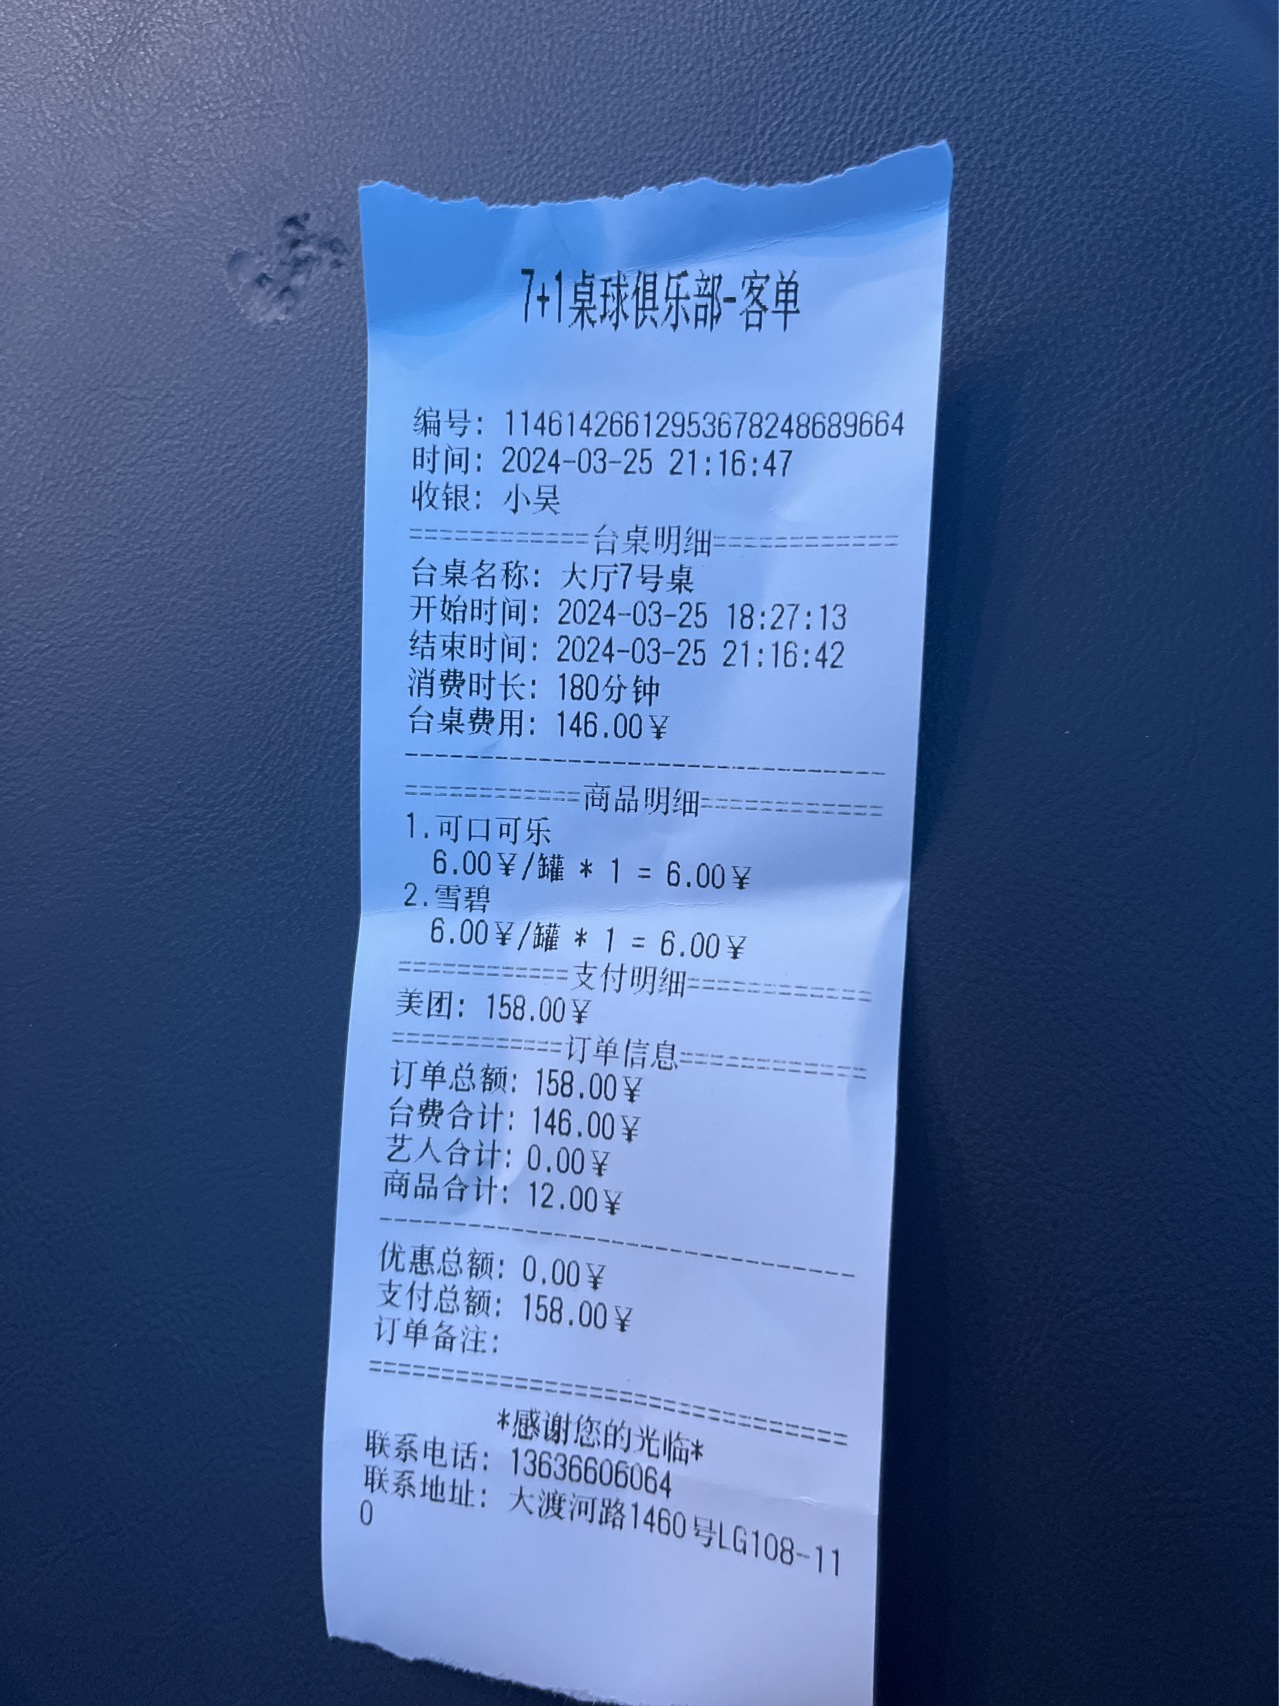 7+1桌球俱乐部-客单
编号: 11461426612953678248689664
时间: 2024-03-25 21:16:47
收银: 小吴
============台桌明细============
台桌名称: 大厅7号桌
开始时间: 2024-03-25 18:27:13
结束时间: 2024-03-25 21:16:42
消费时长: 180分钟
台桌费用: 146.00¥
--------------------------------
============商品明细============
1.可口可乐
6.00¥/罐 * 1 = 6.00¥
2.雪碧
6.00¥/罐 * 1 = 6.00¥
============支付明细============
美团: 158.00¥
============订单信息============
订单总额: 158.00¥
台费合计: 146.00¥
艺人合计: 0.00¥
商品合计: 12.00¥
--------------------------------
优惠总额: 0.00¥
支付总额: 158.00¥
订单备注:
================================
*感谢您的光临*
联系电话: 13636606064
联系地址: 大渡河路1460号LG108-11
0